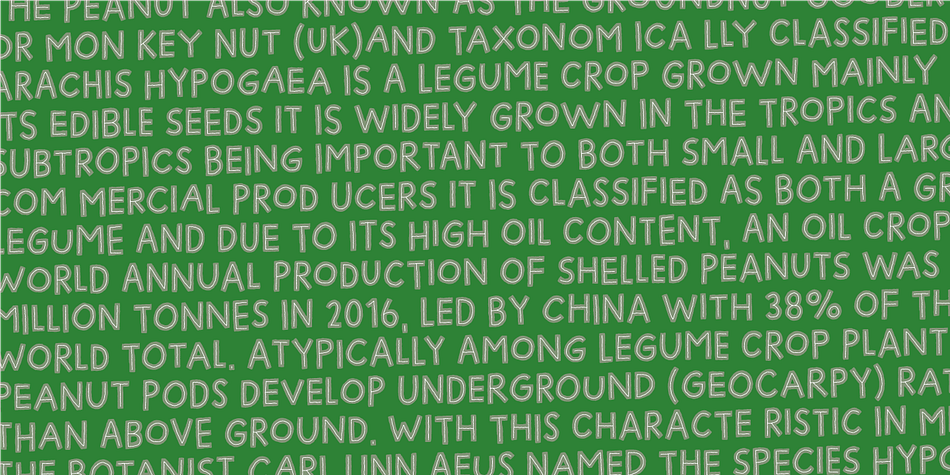 THE PEANUT ALSO KNOWN AS THE GROUNDNUT GOOBER
OR MON KEY NUT (UK)AND TAXONOM ICA LLY CLASSIFIED
ARACHIS HYPOGAEA IS A LEGUME CROP GROWN MAINLY
ITS EDIBLE SEEDS IT IS WIDELY GROWN IN THE TROPICS AN
SUBTROPICS BEING IMPORTANT TO BOTH SMALL AND LARG
COM MERCIAL PROD UCERS IT IS CLASSIFIED AS BOTH A GR
LEGUME AND DUE TO ITS HIGH OIL CONTENT, AN OIL CROP
WORLD ANNUAL PRODUCTION OF SHELLED PEANUTS WAS
MILLION TONNES IN 2016, LED BY CHINA WITH 38% OF TH
WORLD TOTAL. ATYPICALLY AMONG LEGUME CROP PLANT
PEANUT PODS DEVELOP UNDERGROUND (GEOCARPY) RAT
THAN ABOVE GROUND. WITH THIS CHARACTE RISTIC IN M
THE BOTANIST CARL LINN AEUS NAMED THE SPECIES HYPO